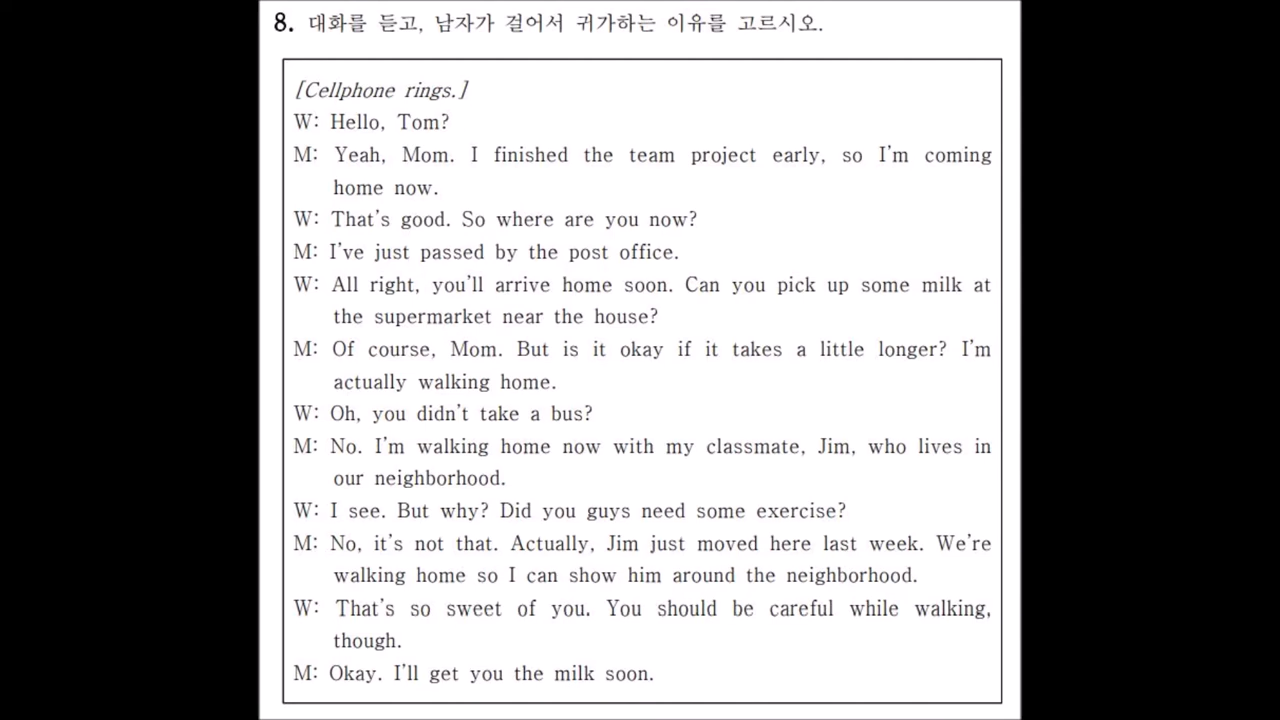 8. 대화를 듣고, 남자가 걸어서 귀가하는 이유를 고르시오.
[Cellphone rings.]
W: Hello, Tom?
M: Yeah, Mom. I finished the team project early, so I'm coming
home now.
W: That's good. So where are you now?
M: I've just passed by the post office.
W: All right, you'll arrive home soon. Can you pick up some milk at
the supermarket near the house?
M: Of course, Mom. But is it okay if it takes a little longer? I'm
actually walking home.
W: Oh, you didn't take a bus?
M: No. I'm walking home now with my classmate, Jim, who lives in
our neighborhood.
W: I see. But why? Did you guys need some exercise?
M: No, it's not that. Actually, Jim just moved here last week. We're
walking home so I can show him around the neighborhood.
W: That's so sweet of you. You should be careful while walking,
though.
M: Okay. I'll get you the milk soon.